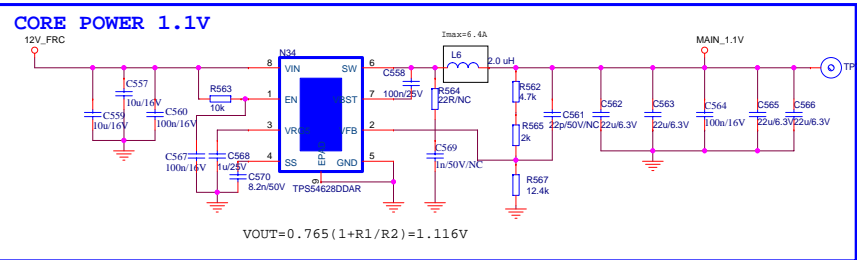 CORE POWER 1.1V
12V_FRC
Imax=6.4A
MAIN_1.1V
N34
L6
2.0 uH
TP
8
VIN
SW
6
C558
100n/25V
C557
10u/16V
R563
10k
1
EN
VBST
7
R564
22R/NC
R562
4.7k
C559
10u/16V
C560
100n/16V
3
VFB
2
R565
2k
C561
22p/50V/NC
C562
22u/6.3V
C563
22u/6.3V
C564
100n/16V
C565
22u/6.3V
C566
22u/6.3V
C567
100n/16V
C568
1u/25V
4
SS
GND
5
C569
1n/50V/NC
C570
8.2n/50V
9
TPS54628DDAR
R567
12.4k
VOUT=0.765(1+R1/R2)=1.116V